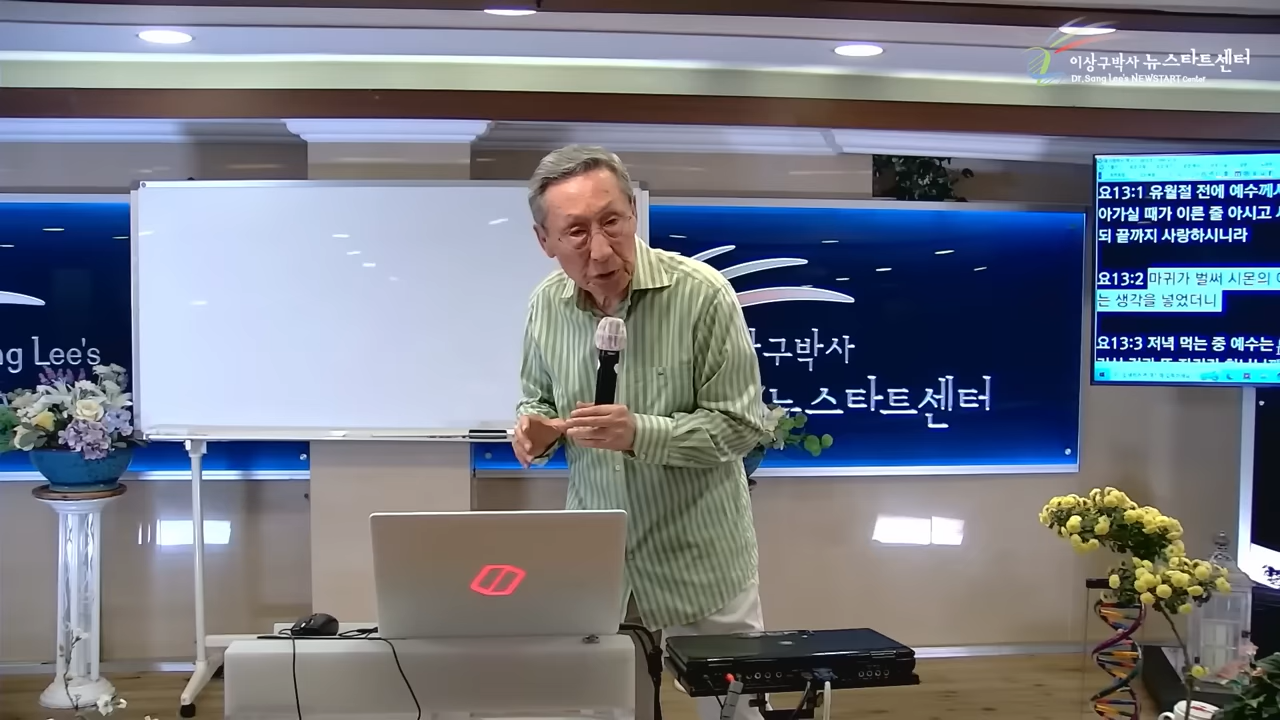 이상구박사 뉴스타트센터
Dr. Sang Lee's NEWSTART Center
요13:1 유월절 전에 예수께서
아가실 때가 이른 줄 아시고
되 끝까지 사랑하시니라
요13:2 마귀가 벌써 시몬의
는 생각을 넣었더니
요13:3 저녁 먹는 중 예수는
ng Lee's
구박사
뉴스타트센터